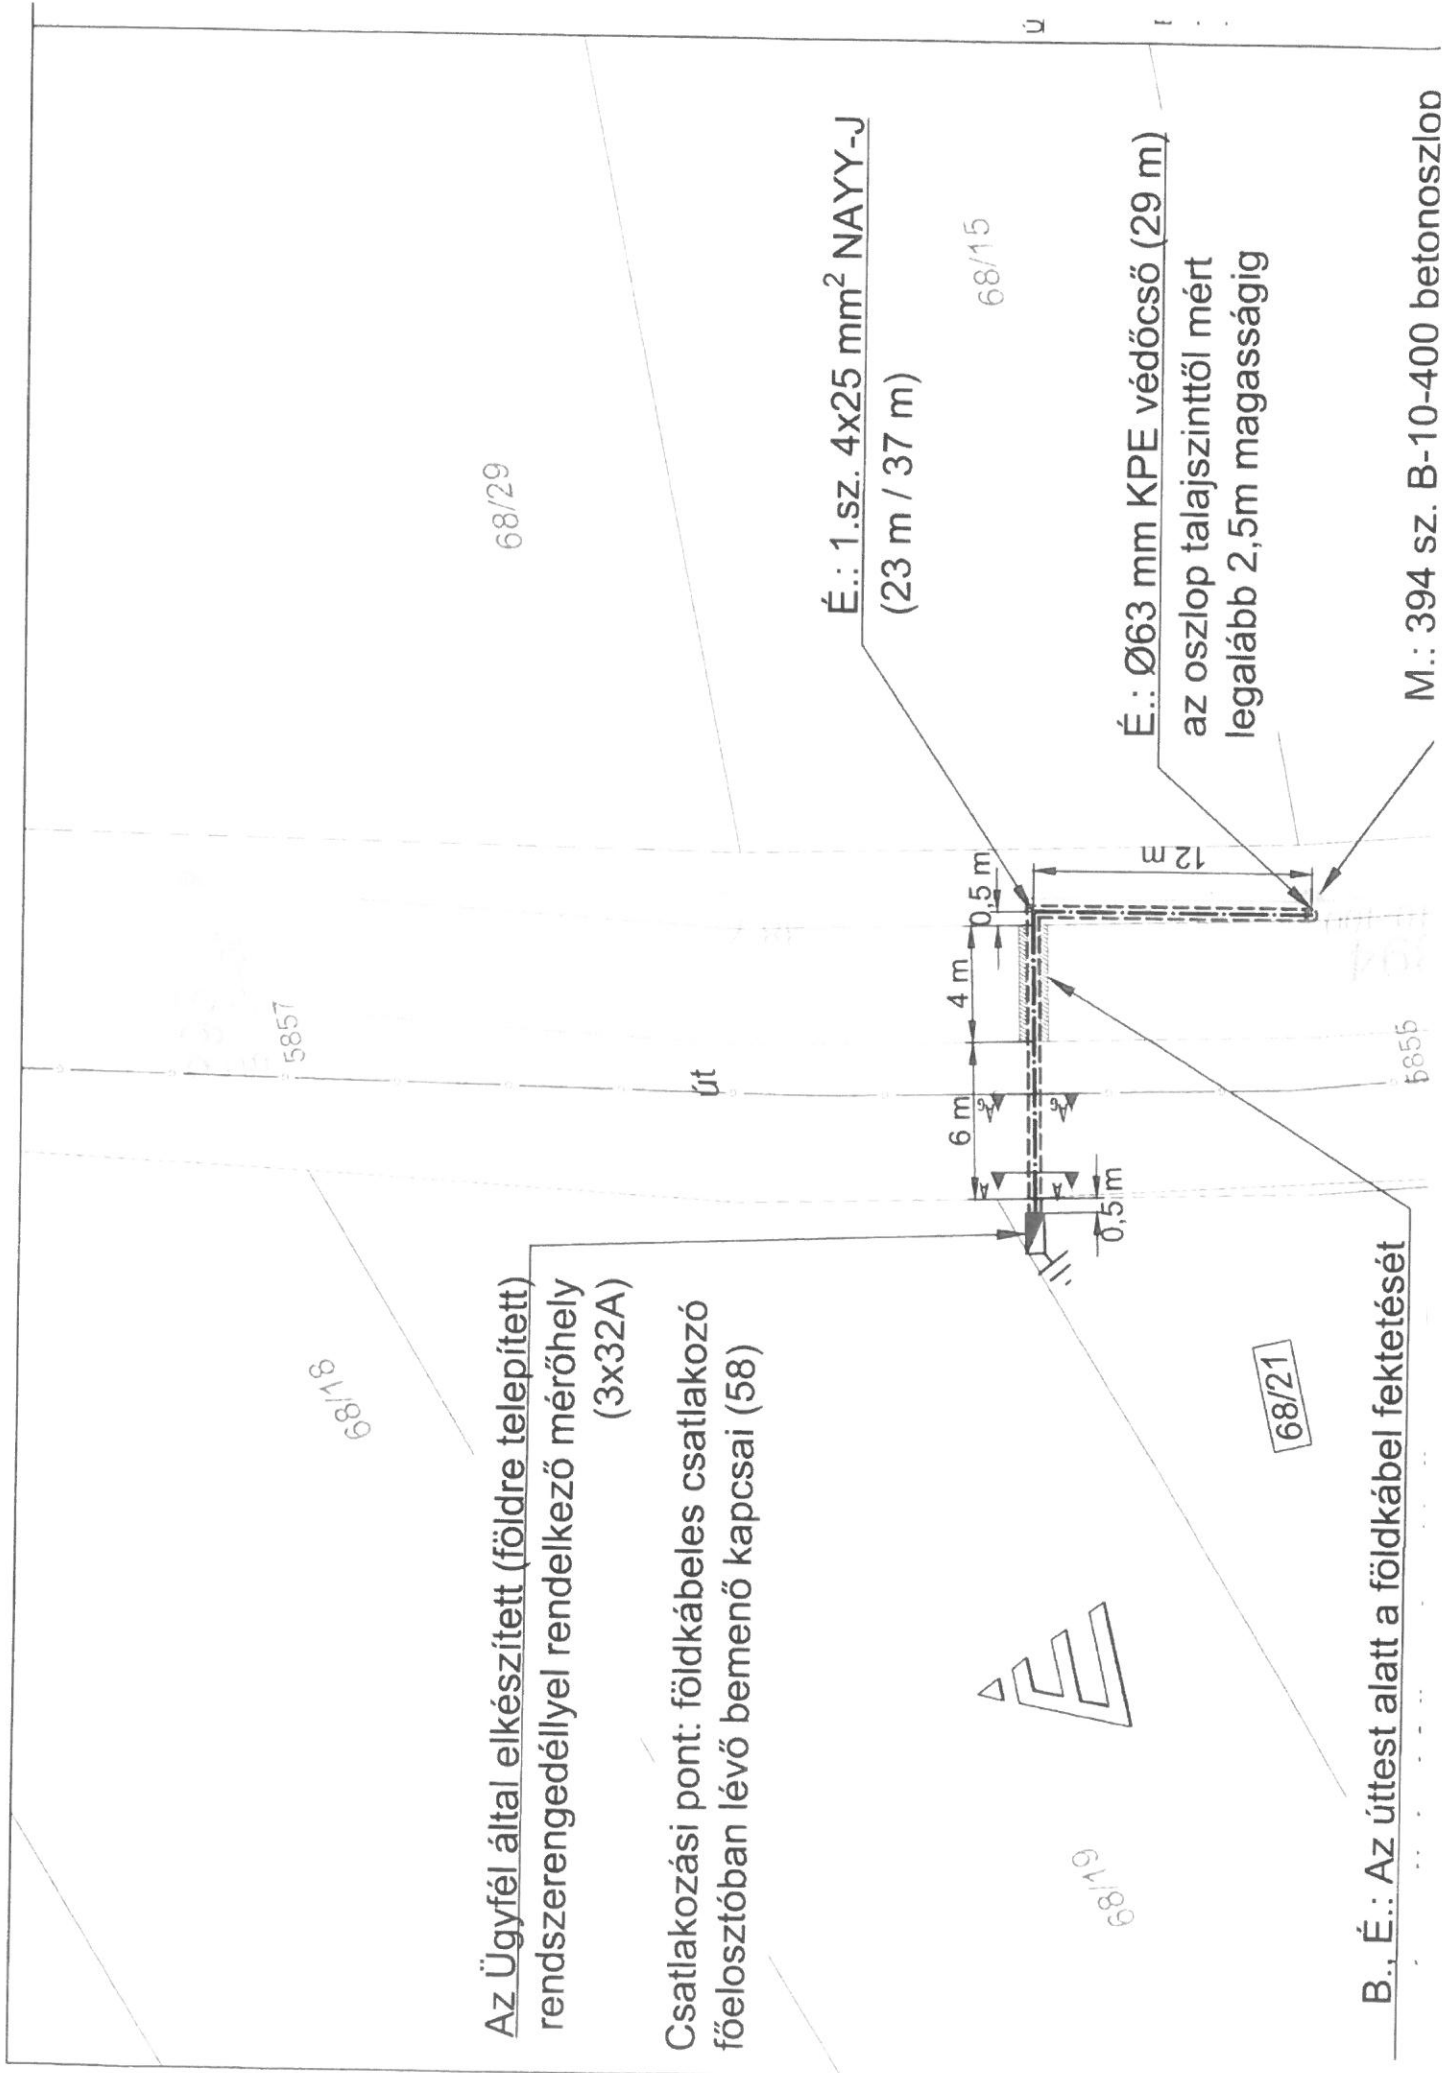 Az Ügyfél által elkészített (földre telepített)
rendszerengedéllyel rendelkező mérőhely
(3x32A)
Csatlakozási pont: földkábeles csatlakozó
főelosztóban lévő bemenő kapcsai (58)
68/18
68/29
5857
út
É.: 1.sz. 4x25 mm² NAYY-J
(23 m / 37 m)
68/15
6 m
4 m
0,5 m
A
A
0,5 m
12 m
É.: Ø63 mm KPE védőcső (29 m)
az oszlop talajszinttől mért
legalább 2,5m magasságig
68/19
68/21
M.: 394 sz. B-10-400 betonoszlop
B., É.: Az úttest alatt a földkábel fektetését